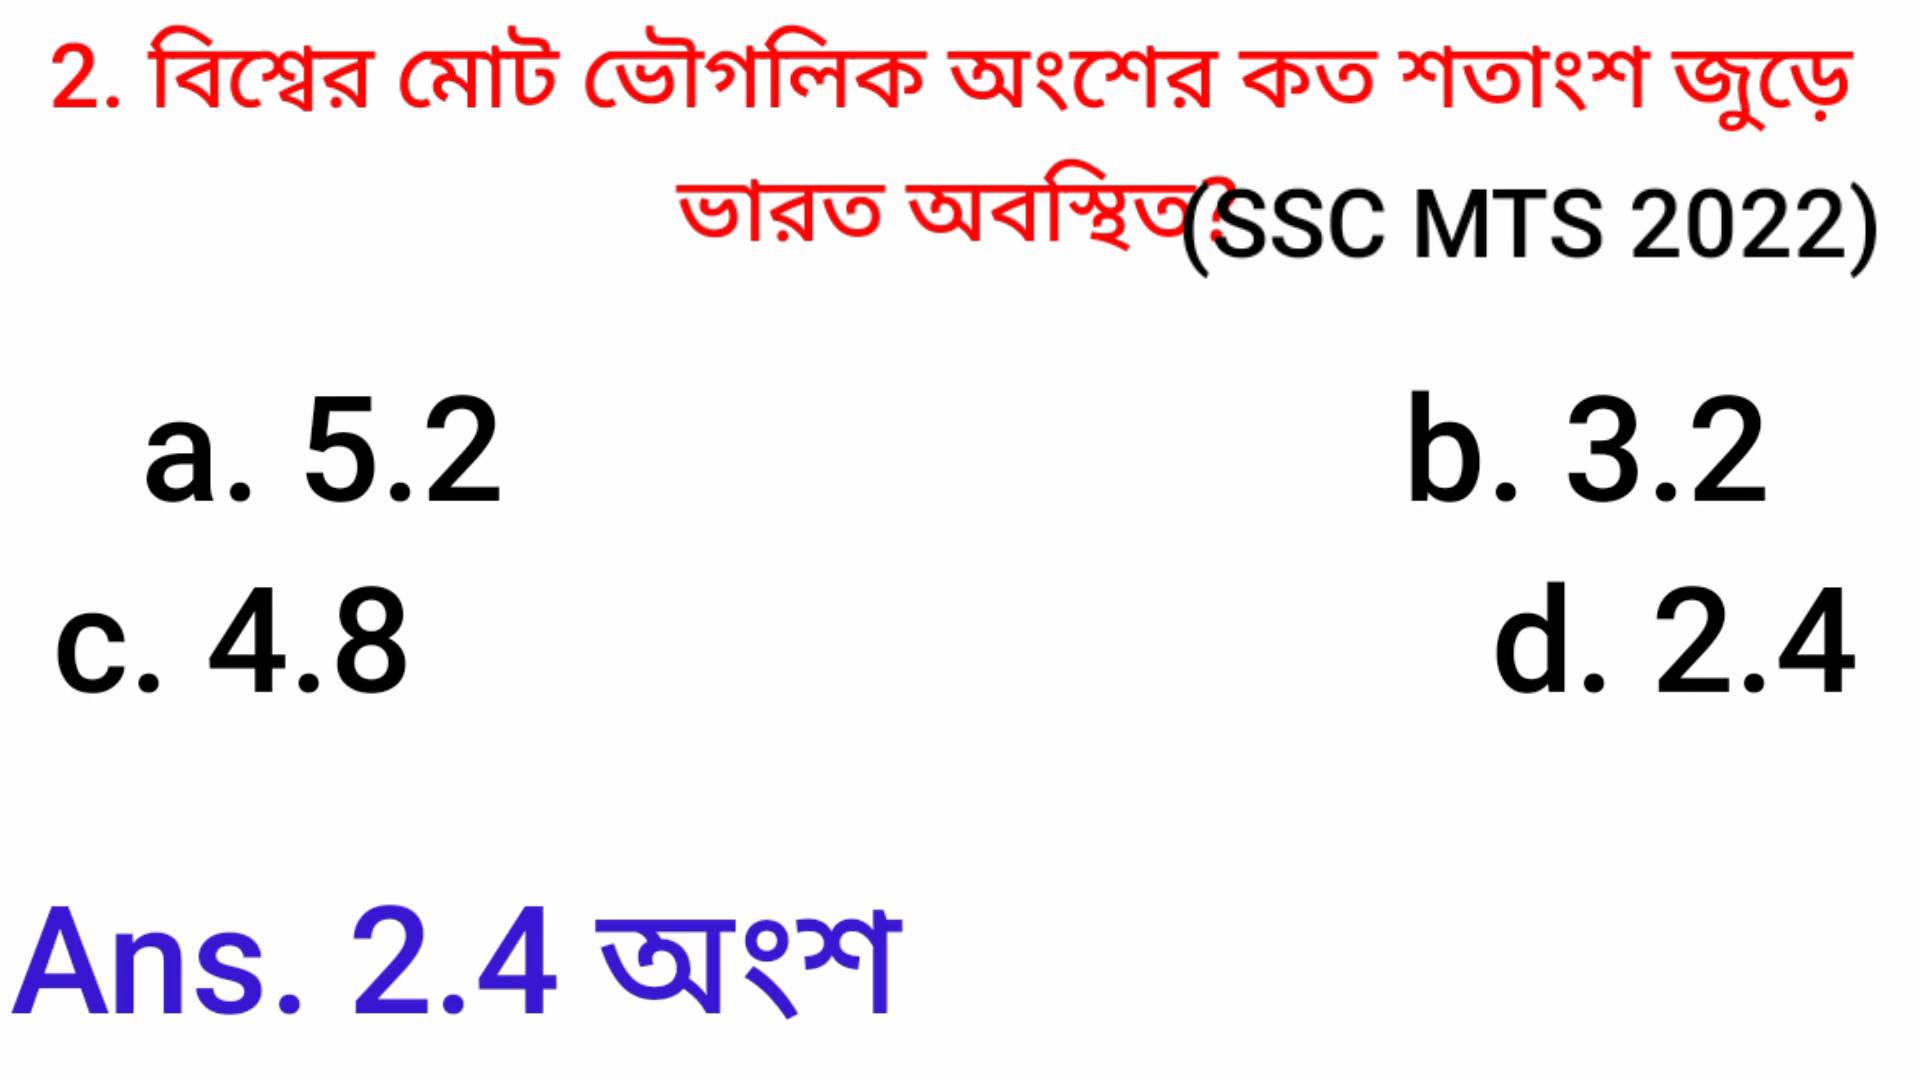 2. বিশ্বের মোট ভৌগলিক অংশের কত শতাংশ জুড়ে
ভারত অবস্থিত? (SSC MTS 2022)
a. 5.2 b. 3.2
c. 4.8 d. 2.4
Ans. 2.4 অংশ